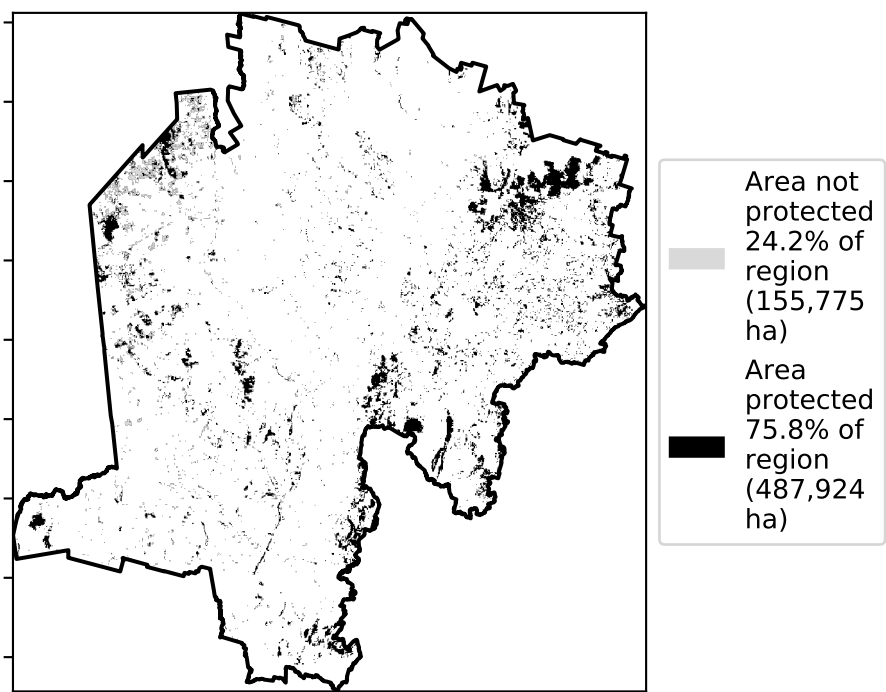 Area not
protected
24.2% of
region
(155,775
ha)
Area
protected
75.8% of
region
(487,924
ha)